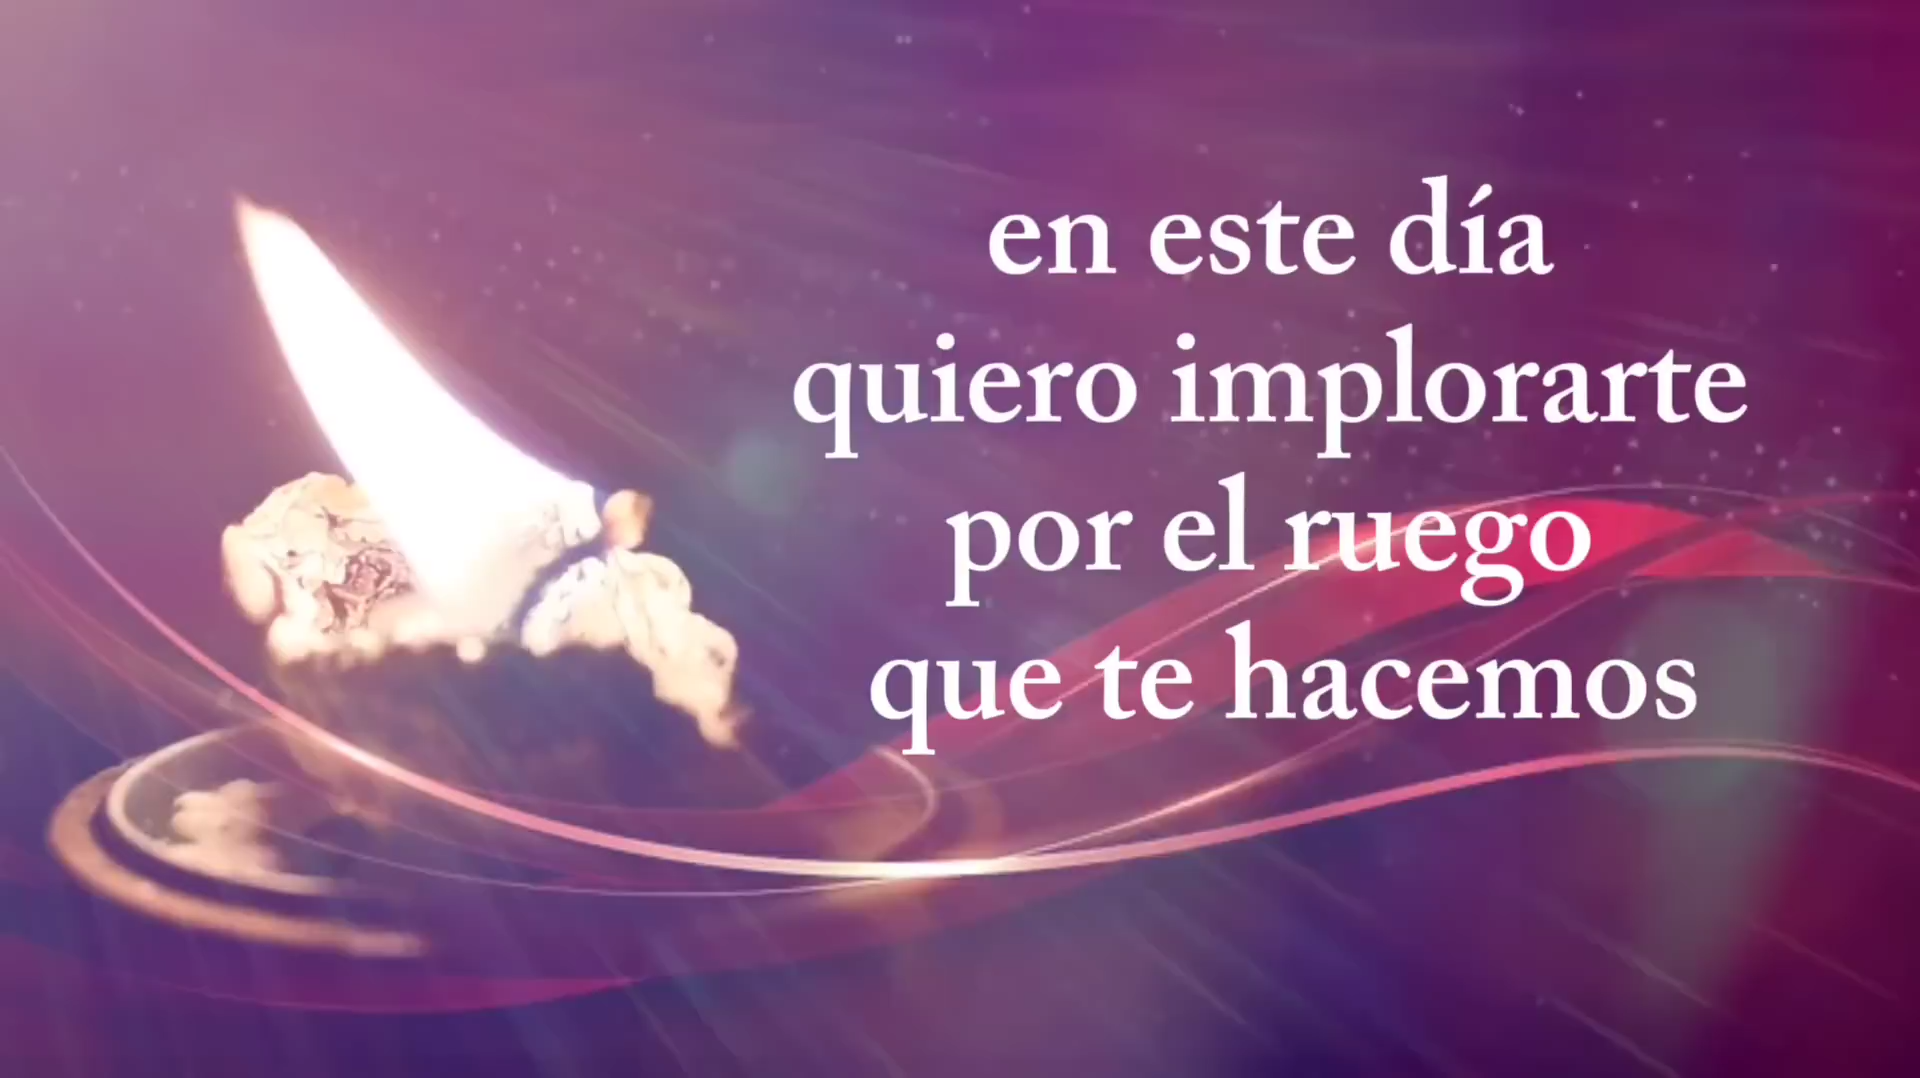 en este día
quiero implorarte
por el ruego
que te hacemos